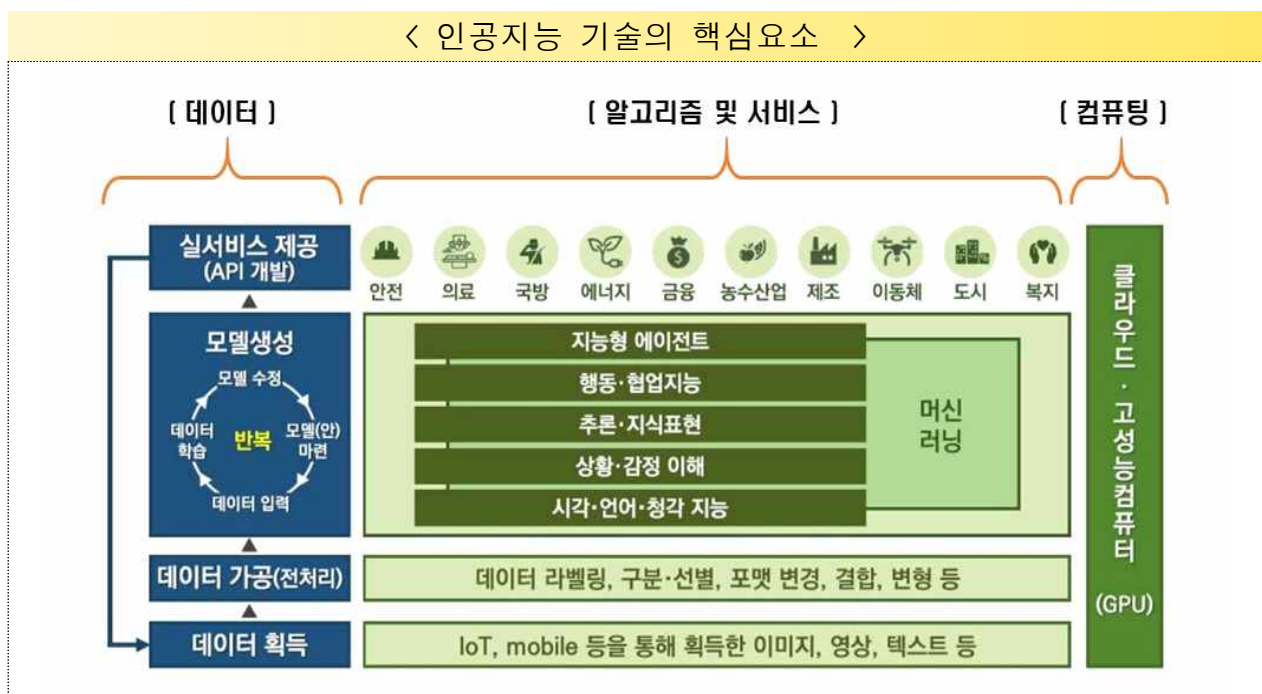 < 인공지능 기술의 핵심요소 >
[ 데이터 ]
[ 알고리즘 및 서비스 ]
[ 컴퓨팅 ]
실서비스 제공
(API 개발)
안전
의료
국방
에너지
금융
농수산업
제조
이동체
도시
복지
모델생성
모델 수정
데이터
학습
반복
모델(안)
마련
데이터 입력
지능형 에이전트
행동·협업지능
추론·지식표현
상황·감정 이해
시각·언어·청각 지능
머신
러닝
데이터 가공(전처리)
데이터 라벨링, 구분·선별, 포맷 변경, 결합, 변형 등
데이터 획득
IoT, mobile 등을 통해 획득한 이미지, 영상, 텍스트 등
클라우드·고성능컴퓨터
(GPU)